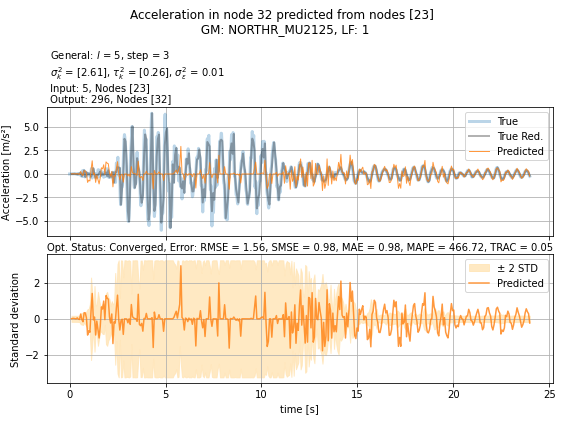 Acceleration in node 32 predicted from nodes [23]
GM: NORTHR_MU2125, LF: 1
General: l = 5, step = 3
σ²ₖ = [2.61], τ²ₖ = [0.26], σ²ₑ = 0.01
Input: 5, Nodes [23]
Output: 296, Nodes [32]
Acceleration [m/s²]
5.0
2.5
0.0
−2.5
−5.0
True
True Red.
Predicted
Opt. Status: Converged, Error: RMSE = 1.56, SMSE = 0.98, MAE = 0.98, MAPE = 466.72, TRAC = 0.05
Standard deviation
2
0
−2
± 2 STD
Predicted
0 5 10 15 20 25
time [s]